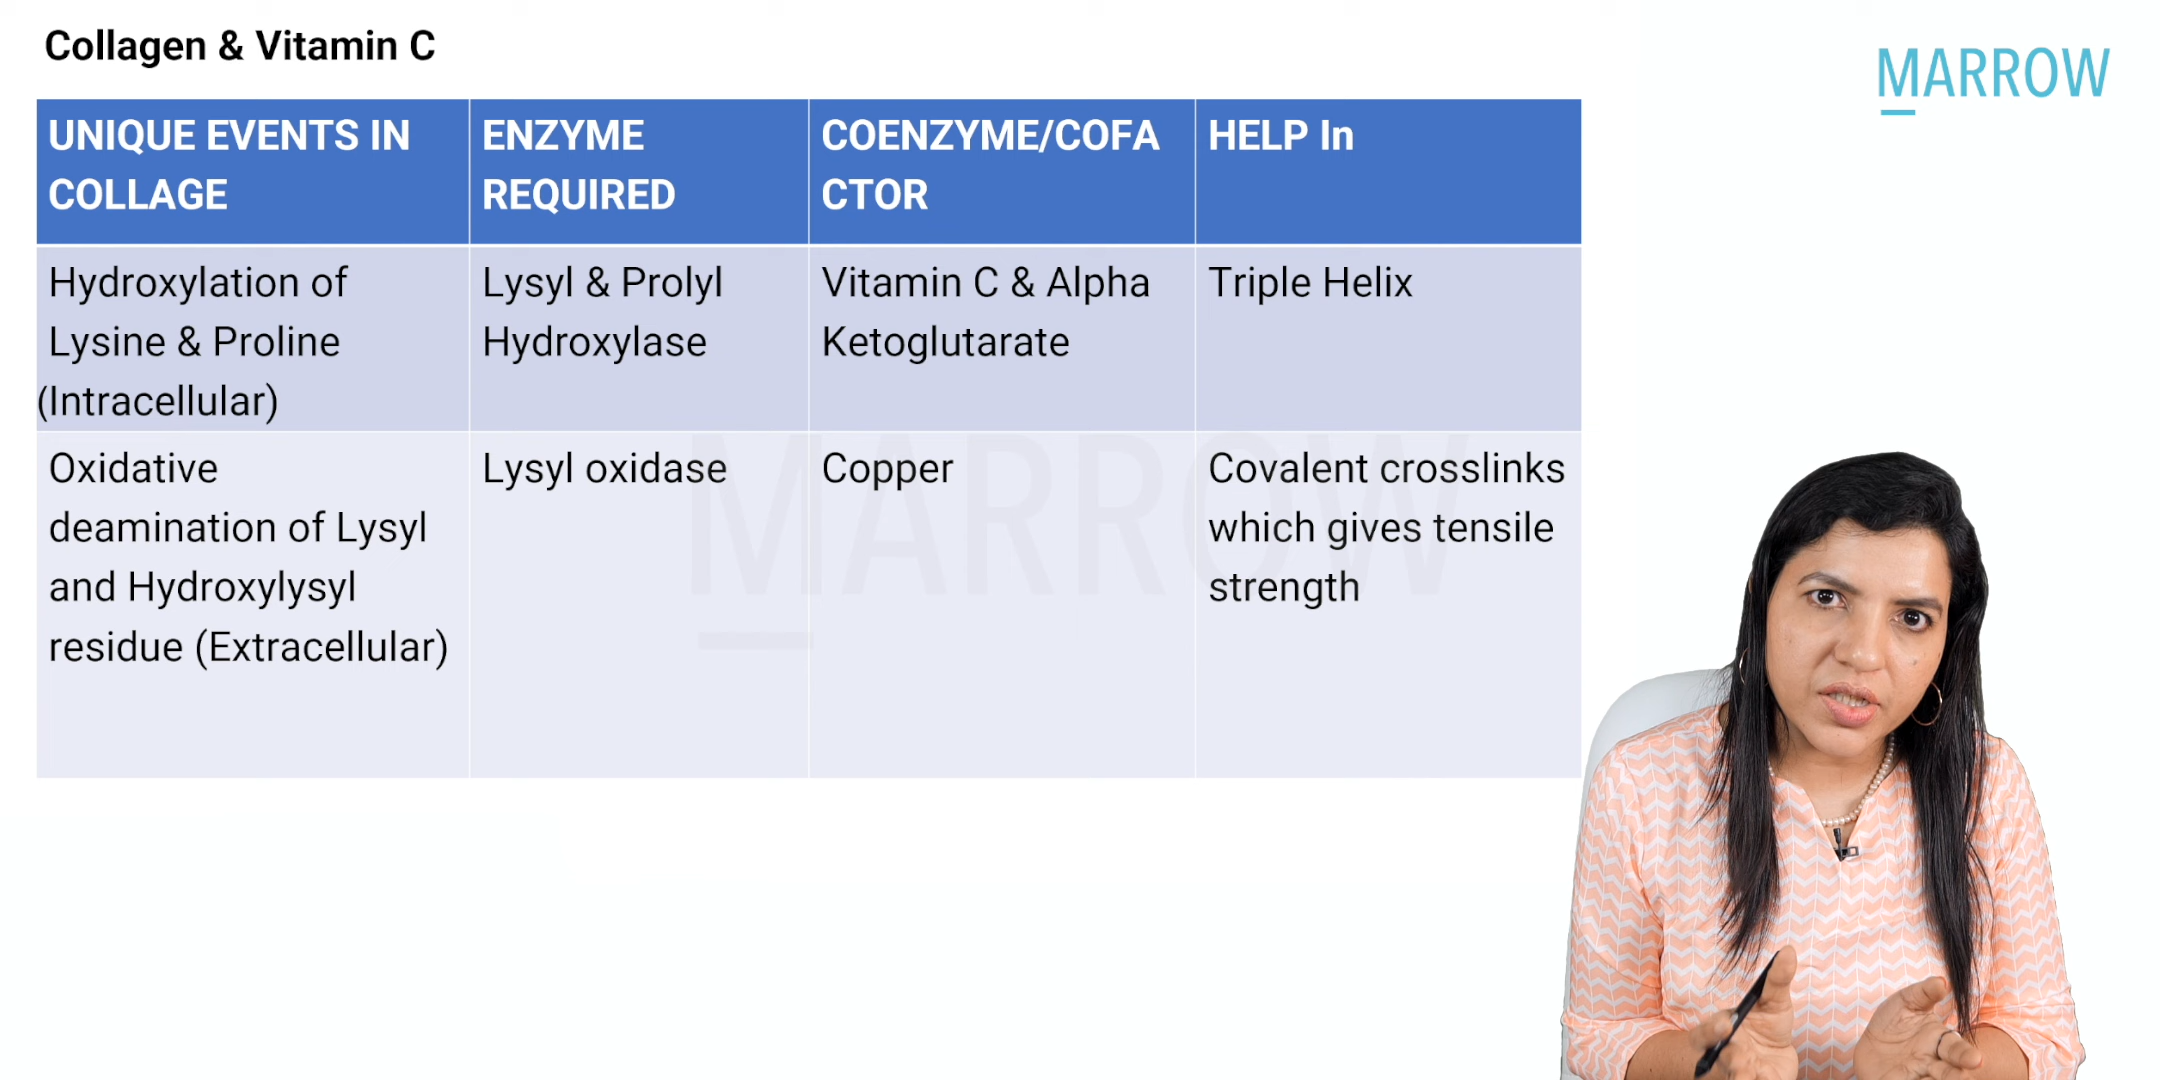 Collagen & Vitamin C
MARROW
UNIQUE EVENTS IN
COLLAGE
ENZYME
REQUIRED
COENZYME/COFA
CTOR
HELP In
Hydroxylation of
Lysine & Proline
(Intracellular)
Lysyl & Prolyl
Hydroxylase
Vitamin C & Alpha
Ketoglutarate
Triple Helix
Oxidative
deamination of Lysyl
and Hydroxylysyl
residue (Extracellular)
Lysyl oxidase
Copper
Covalent crosslinks
which gives tensile
strength
MARROW